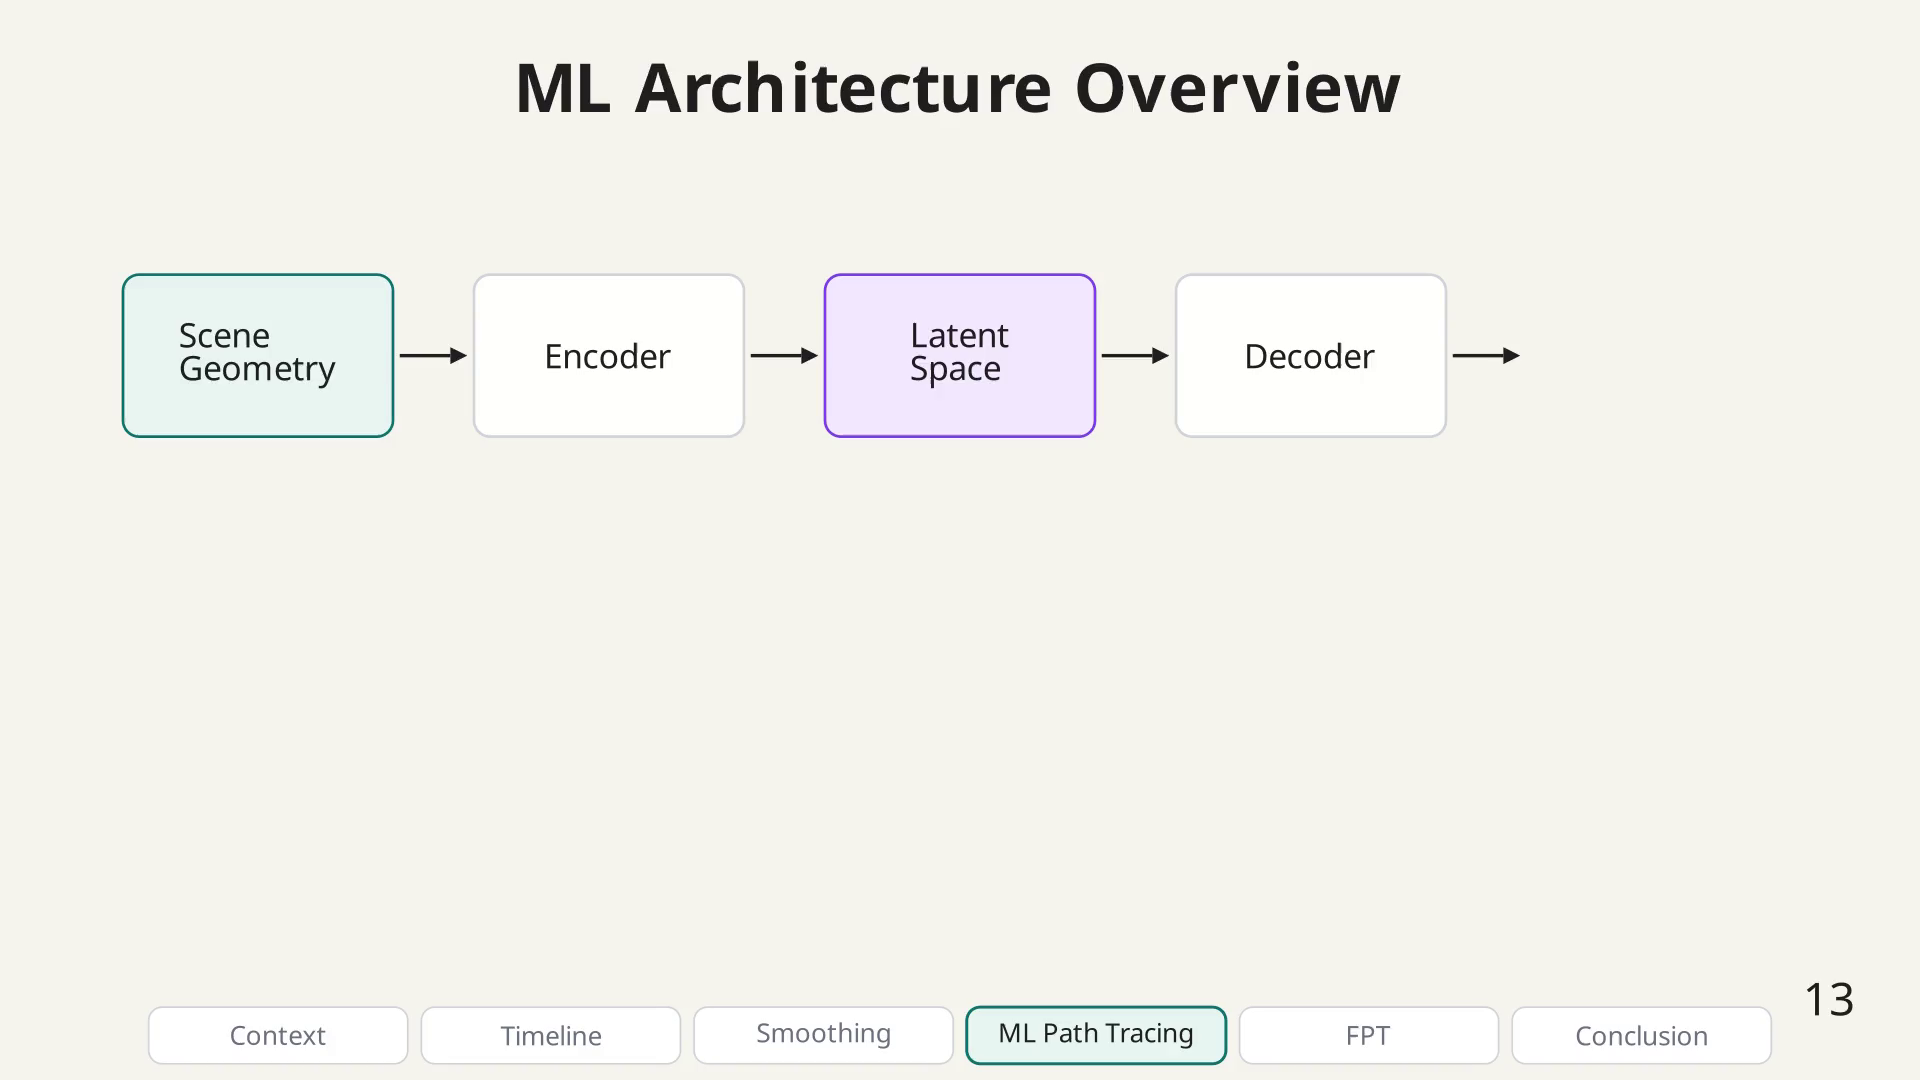 ML Architecture Overview
Scene
Geometry
Encoder
Latent
Space
Decoder
13
Context
Timeline
Smoothing
ML Path Tracing
FPT
Conclusion